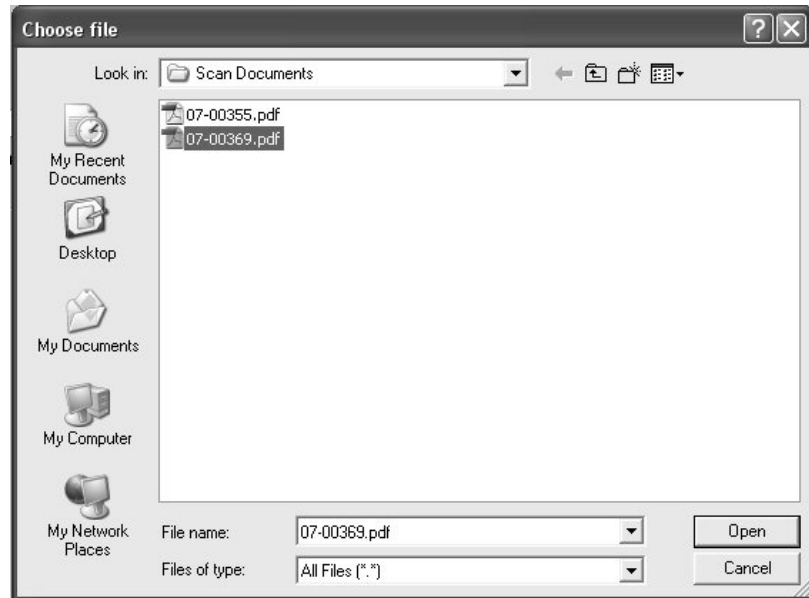 Choose file
Look in:
Scan Documents
07-00355.pdf
07-00369.pdf
My Recent
Documents
Desktop
My Documents
My Computer
My Network
Places
File name:
07-00369.pdf
Open
Files of type:
All Files (*.*)
Cancel